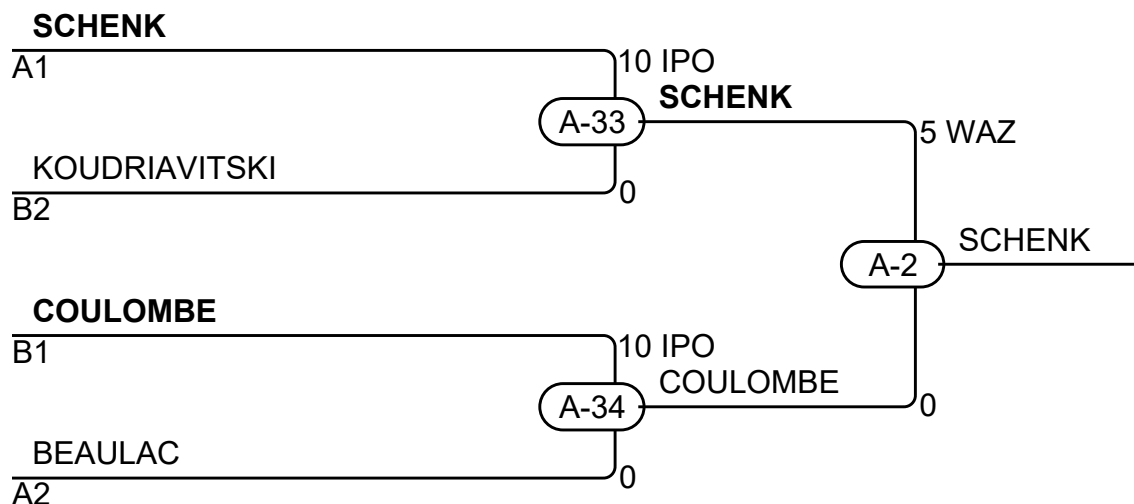 SCHENK
A1
10 IPO
SCHENK
A-33
5 WAZ
KOUDRIAVITSKI
0
B2
SCHENK
A-2
COULOMBE
B1
10 IPO
COULOMBE
A-34
0
BEAULAC
0
A2